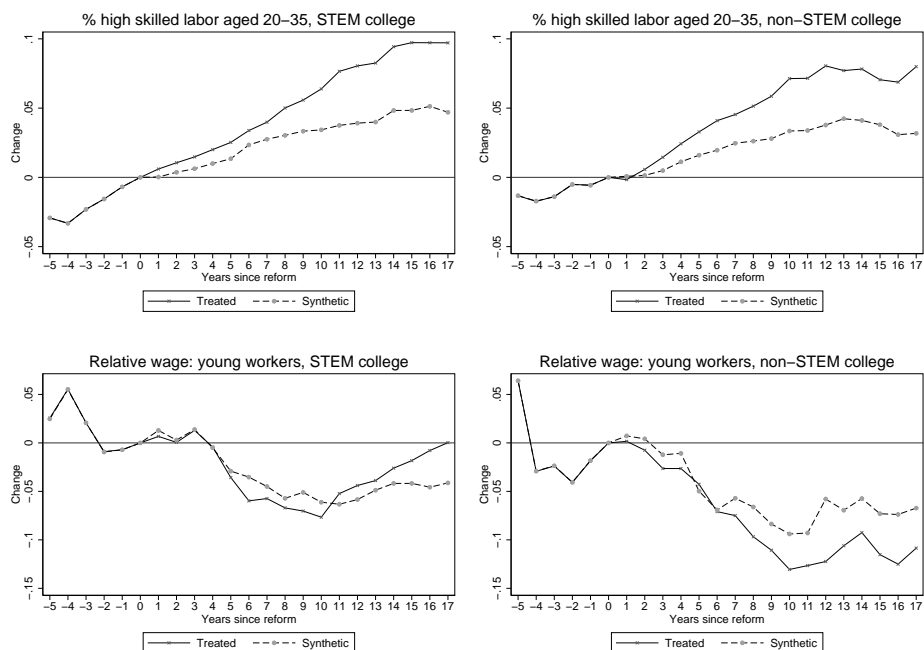 % high skilled labor aged 20−35, STEM college
Change
.1
.05
0
−.05
−5 −4 −3 −2 −1 0 1 2 3 4 5 6 7 8 9 10 11 12 13 14 15 16 17
Years since reform
Treated Synthetic
% high skilled labor aged 20−35, non−STEM college
Change
.1
.05
0
−.05
−5 −4 −3 −2 −1 0 1 2 3 4 5 6 7 8 9 10 11 12 13 14 15 16 17
Years since reform
Treated Synthetic
Relative wage: young workers, STEM college
Change
.05
0
−.05
−.1
−.15
−5 −4 −3 −2 −1 0 1 2 3 4 5 6 7 8 9 10 11 12 13 14 15 16 17
Years since reform
Treated Synthetic
Relative wage: young workers, non−STEM college
Change
.05
0
−.05
−.1
−.15
−5 −4 −3 −2 −1 0 1 2 3 4 5 6 7 8 9 10 11 12 13 14 15 16 17
Years since reform
Treated Synthetic